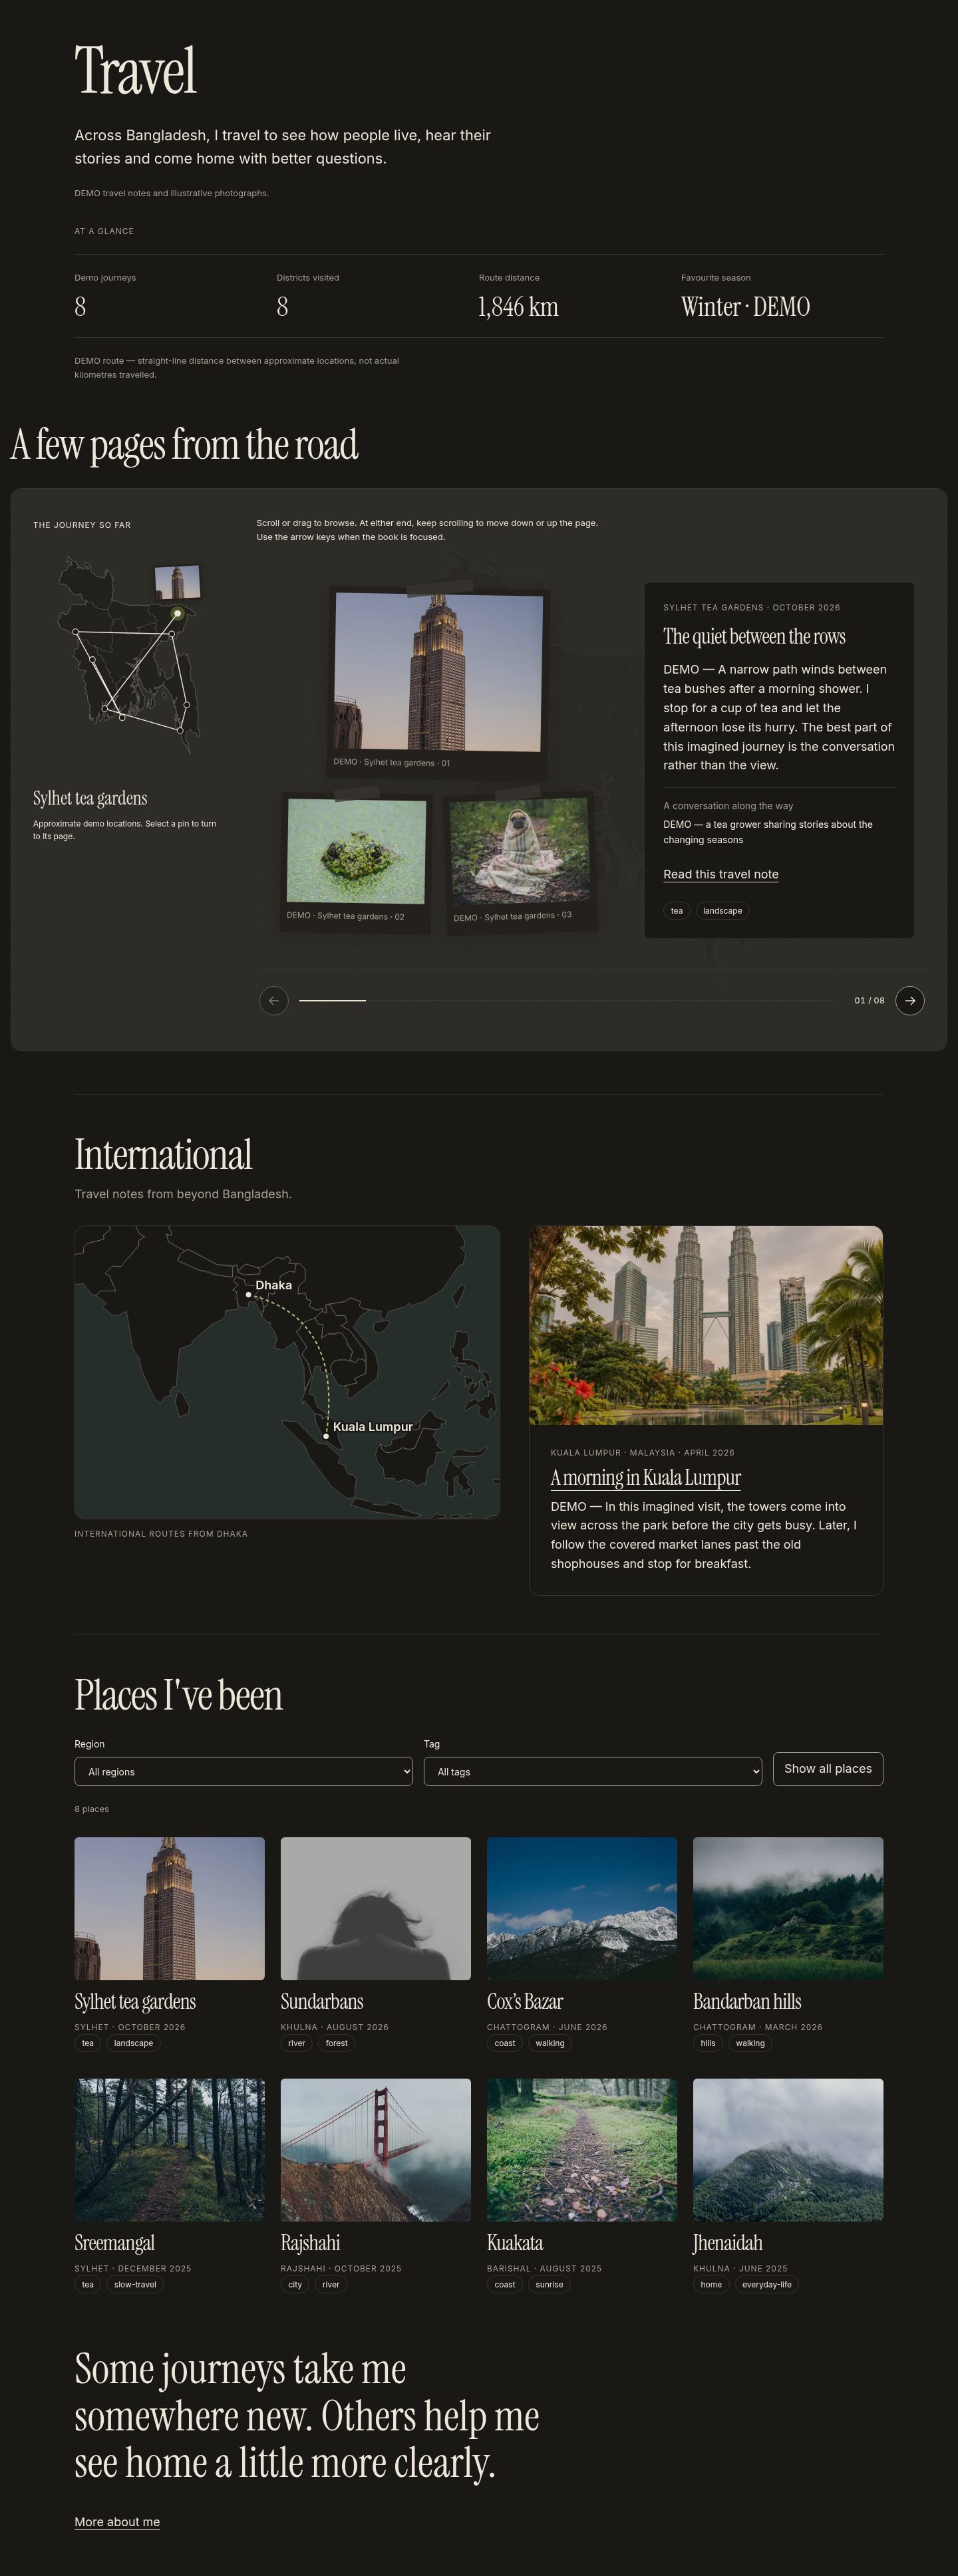 Travel
Across Bangladesh, I travel to see how people live, hear their
stories and come home with better questions.
DEMO travel notes and illustrative photographs.
AT A GLANCE
Demo journeys
8
Districts visited
8
Route distance
1,846 km
Favourite season
Winter · DEMO
DEMO route — straight-line distance between approximate locations, not actual
kilometres travelled.
A few pages from the road
THE JOURNEY SO FAR
Sylhet tea gardens
Approximate demo locations. Select a pin to turn
to its page.
Scroll or drag to browse. At either end, keep scrolling to move down or up the page.
Use the arrow keys when the book is focused.
DEMO · Sylhet tea gardens · 01
DEMO · Sylhet tea gardens · 02
DEMO · Sylhet tea gardens · 03
SYLHET TEA GARDENS · OCTOBER 2026
The quiet between the rows
DEMO — A narrow path winds between
tea bushes after a morning shower. I
stop for a cup of tea and let the
afternoon lose its hurry. The best part of
this imagined journey is the conversation
rather than the view.
A conversation along the way
DEMO — a tea grower sharing stories about the
changing seasons
Read this travel note
tea
landscape
01 / 08
International
Travel notes from beyond Bangladesh.
Dhaka
Kuala Lumpur
INTERNATIONAL ROUTES FROM DHAKA
KUALA LUMPUR · MALAYSIA · APRIL 2026
A morning in Kuala Lumpur
DEMO — In this imagined visit, the towers come into
view across the park before the city gets busy. Later, I
follow the covered market lanes past the old
shophouses and stop for breakfast.
Places I've been
Region
All regions
Tag
All tags
Show all places
8 places
Sylhet tea gardens
SYLHET · OCTOBER 2026
tea
landscape
Sundarbans
KHULNA · AUGUST 2026
river
forest
Cox’s Bazar
CHATTOGRAM · JUNE 2026
coast
walking
Bandarban hills
CHATTOGRAM · MARCH 2026
hills
walking
Sreemangal
SYLHET · DECEMBER 2025
tea
slow-travel
Rajshahi
RAJSHAHI · OCTOBER 2025
city
river
Kuakata
BARISHAL · AUGUST 2025
coast
sunrise
Jhenaidah
KHULNA · JUNE 2025
home
everyday-life
Some journeys take me
somewhere new. Others help me
see home a little more clearly.
More about me